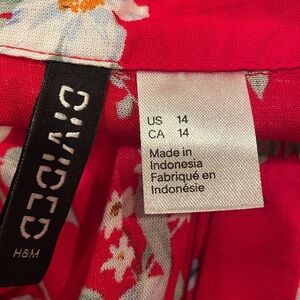 DIVIDED
H&M
US 14
CA 14
Made in
Indonesia
Fabriqué en
Indonésie